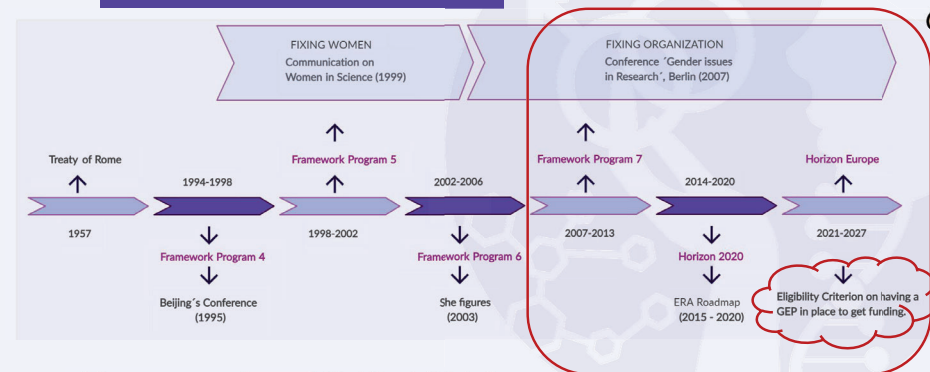 FIXING WOMEN
Communication on
Women in Science (1999)
FIXING ORGANIZATION
Conference ´Gender issues
in Research´, Berlin (2007)
Treaty of Rome
1957
1994-1998
Framework Program 4
Beijing´s Conference
(1995)
Framework Program 5
1998-2002
2002-2006
Framework Program 6
She figures
(2003)
Framework Program 7
2007-2013
2014-2020
Horizon 2020
ERA Roadmap
(2015 - 2020)
Horizon Europe
2021-2027
Eligibility Criterion on having a
GEP in place to get funding.